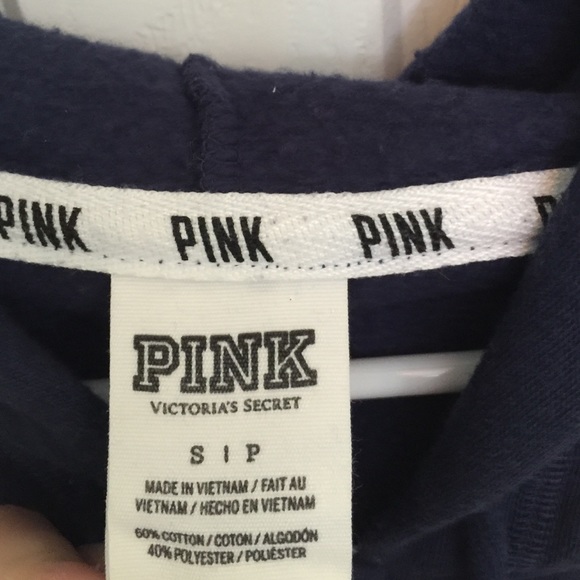 PINK PINK PINK
PINK
VICTORIA'S SECRET
S | P
MADE IN VIETNAM / FAIT AU
VIETNAM / HECHO EN VIETNAM
60% COTTON / COTON / ALGODÓN
40% POLYESTER / POLIÉSTER